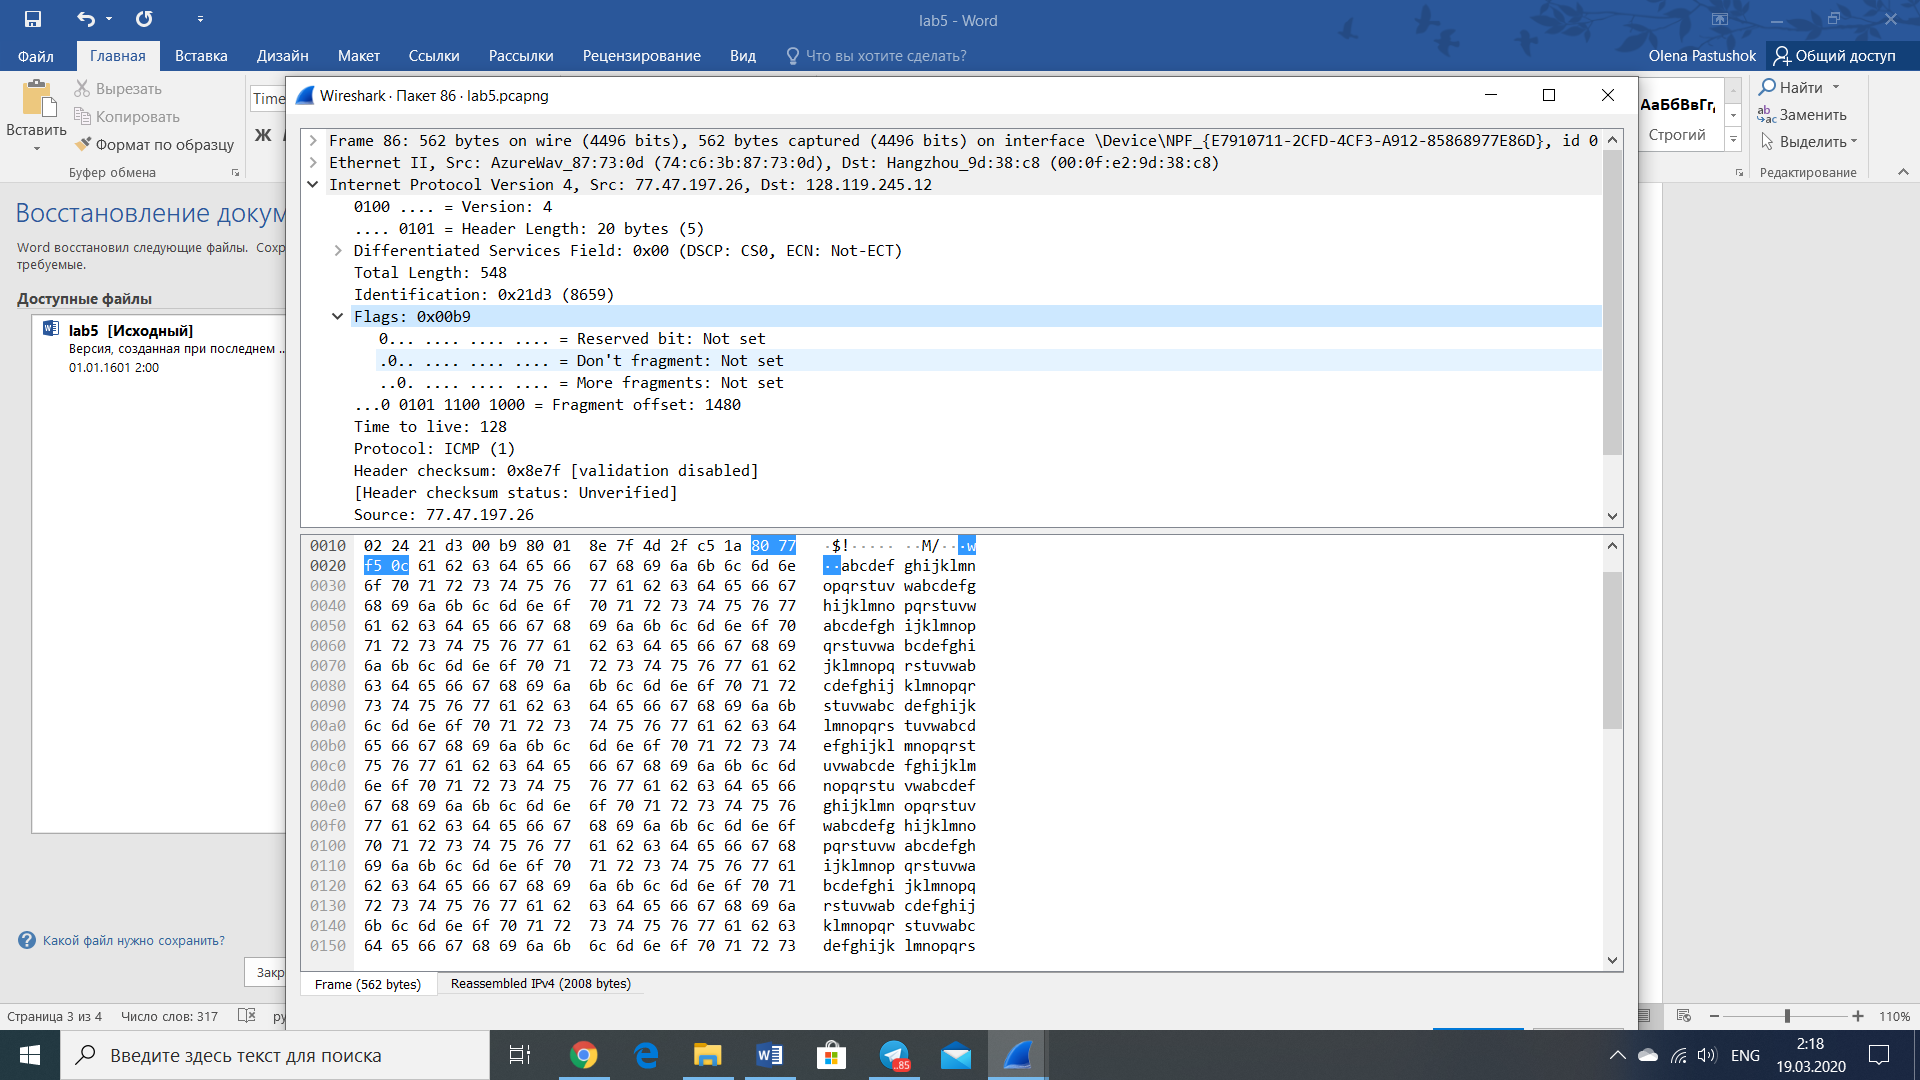 lab5 - Word
Файл Главная Вставка Дизайн Макет Ссылки Рассылки Рецензирование Вид Что вы хотите сделать? Olena Pastushok Общий доступ
Вставить
Вырезать
Копировать
Формат по образцу
Буфер обмена
Time
Ж
АаБбВвГг,
Строгий
Найти
Заменить
Выделить
Редактирование
Восстановление докум
Word восстановил следующие файлы. Сохр
требуемые.
Доступные файлы
lab5 [Исходный]
Версия, созданная при последнем ...
01.01.1601 2:00
Какой файл нужно сохранить?
Закр
Wireshark · Пакет 86 · lab5.pcapng
Frame 86: 562 bytes on wire (4496 bits), 562 bytes captured (4496 bits) on interface \Device\NPF_{E7910711-2CFD-4CF3-A912-85868977E86D}, id 0
Ethernet II, Src: AzureWav_87:73:0d (74:c6:3b:87:73:0d), Dst: Hangzhou_9d:38:c8 (00:0f:e2:9d:38:c8)
Internet Protocol Version 4, Src: 77.47.197.26, Dst: 128.119.245.12
0100 .... = Version: 4
.... 0101 = Header Length: 20 bytes (5)
Differentiated Services Field: 0x00 (DSCP: CS0, ECN: Not-ECT)
Total Length: 548
Identification: 0x21d3 (8659)
Flags: 0x00b9
0... .... .... .... = Reserved bit: Not set
.0.. .... .... .... = Don't fragment: Not set
..0. .... .... .... = More fragments: Not set
...0 0101 1100 1000 = Fragment offset: 1480
Time to live: 128
Protocol: ICMP (1)
Header checksum: 0x8e7f [validation disabled]
[Header checksum status: Unverified]
Source: 77.47.197.26
0010 02 24 21 d3 00 b9 80 01 8e 7f 4d 2f c5 1a 80 77 ·$!····· ··M/···w
0020 f5 0c 61 62 63 64 65 66 67 68 69 6a 6b 6c 6d 6e ··abcdef ghijklmn
0030 6f 70 71 72 73 74 75 76 77 61 62 63 64 65 66 67 opqrstuv wabcdefg
0040 68 69 6a 6b 6c 6d 6e 6f 70 71 72 73 74 75 76 77 hijklmno pqrstuvw
0050 61 62 63 64 65 66 67 68 69 6a 6b 6c 6d 6e 6f 70 abcdefgh ijklmnop
0060 71 72 73 74 75 76 77 61 62 63 64 65 66 67 68 69 qrstuvwa bcdefghi
0070 6a 6b 6c 6d 6e 6f 70 71 72 73 74 75 76 77 61 62 jklmnopq rstuvwab
0080 63 64 65 66 67 68 69 6a 6b 6c 6d 6e 6f 70 71 72 cdefghij klmnopqr
0090 73 74 75 76 77 61 62 63 64 65 66 67 68 69 6a 6b stuvwabc defghijk
00a0 6c 6d 6e 6f 70 71 72 73 74 75 76 77 61 62 63 64 lmnopqrs tuvwabcd
00b0 65 66 67 68 69 6a 6b 6c 6d 6e 6f 70 71 72 73 74 efghijkl mnopqrst
00c0 75 76 77 61 62 63 64 65 66 67 68 69 6a 6b 6c 6d uvwabcde fghijklm
00d0 6e 6f 70 71 72 73 74 75 76 77 61 62 63 64 65 66 nopqrstu vwabcdef
00e0 67 68 69 6a 6b 6c 6d 6e 6f 70 71 72 73 74 75 76 ghijklmn opqrstuv
00f0 77 61 62 63 64 65 66 67 68 69 6a 6b 6c 6d 6e 6f wabcdefg hijklmno
0100 70 71 72 73 74 75 76 77 61 62 63 64 65 66 67 68 pqrstuvw abcdefgh
0110 69 6a 6b 6c 6d 6e 6f 70 71 72 73 74 75 76 77 61 ijklmnop qrstuvwa
0120 62 63 64 65 66 67 68 69 6a 6b 6c 6d 6e 6f 70 71 bcdefghi jklmnopq
0130 72 73 74 75 76 77 61 62 63 64 65 66 67 68 69 6a rstuvwab cdefghij
0140 6b 6c 6d 6e 6f 70 71 72 73 74 75 76 77 61 62 63 klmnopqr stuvwabc
0150 64 65 66 67 68 69 6a 6b 6c 6d 6e 6f 70 71 72 73 defghijk lmnopqrs
Frame (562 bytes) Reassembled IPv4 (2008 bytes)
Страница 3 из 4 Число слов: 317 ру 110%
Введите здесь текст для поиска ..85 ENG 2:18
19.03.2020